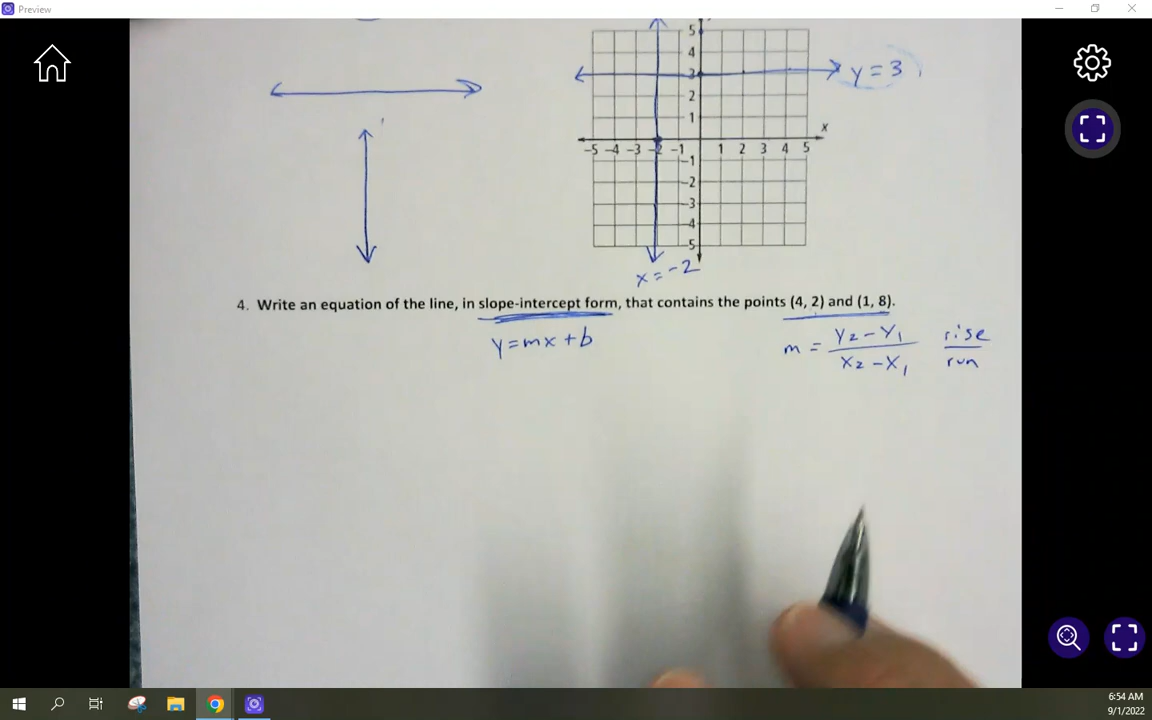 Preview
5
4
3
y = 3
2
1
x
-5 -4 -3 -2 -1 1 2 3 4 5
-1
-2
-3
-4
-5
x = -2
4. Write an equation of the line, in slope-intercept form, that contains the points (4, 2) and (1, 8).
y = mx + b
m = y2 - y1 / x2 - x1
rise
run
6:54 AM
9/1/2022